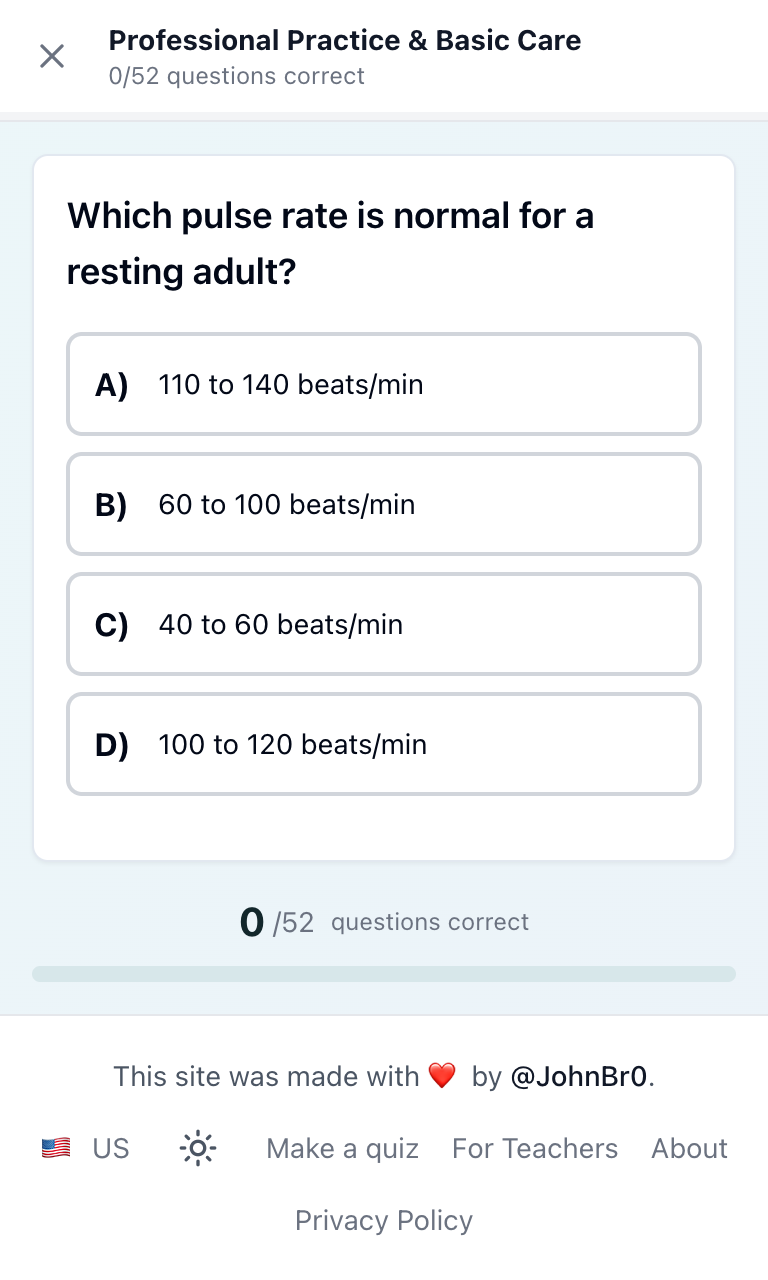 Professional Practice & Basic Care
0/52 questions correct
Which pulse rate is normal for a
resting adult?
A) 110 to 140 beats/min
B) 60 to 100 beats/min
C) 40 to 60 beats/min
D) 100 to 120 beats/min
0 /52 questions correct
This site was made with ❤️ by @JohnBr0.
🇺🇸 US Make a quiz For Teachers About
Privacy Policy